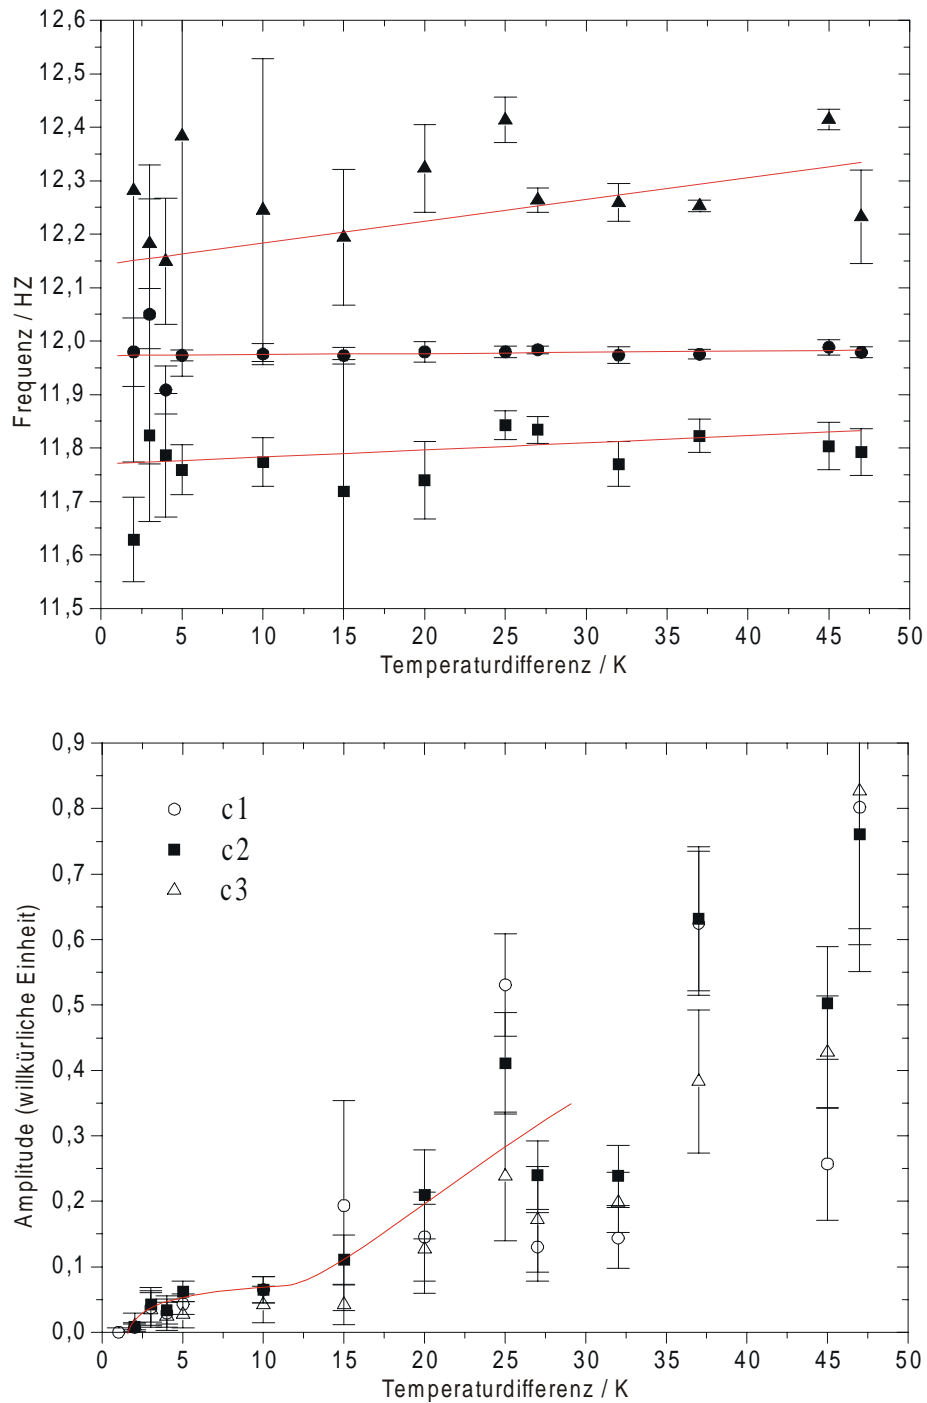 12,6
12,5
12,4
12,3
12,2
12,1
12,0
11,9
11,8
11,7
11,6
11,5
Frequenz / HZ
0 5 10 15 20 25 30 35 40 45 50
Temperaturdifferenz / K
0,9
0,8
0,7
0,6
0,5
0,4
0,3
0,2
0,1
0,0
Amplitude (willkürliche Einheit)
c1
c2
c3
0 5 10 15 20 25 30 35 40 45 50
Temperaturdifferenz / K